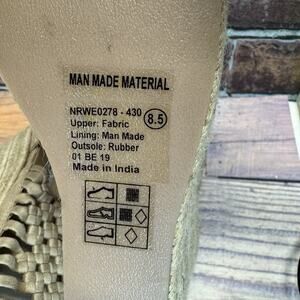 MAN MADE MATERIAL
NRWE0278 - 430 8.5
Upper: Fabric
Lining: Man Made
Outsole: Rubber
01 BE 19
Made in India